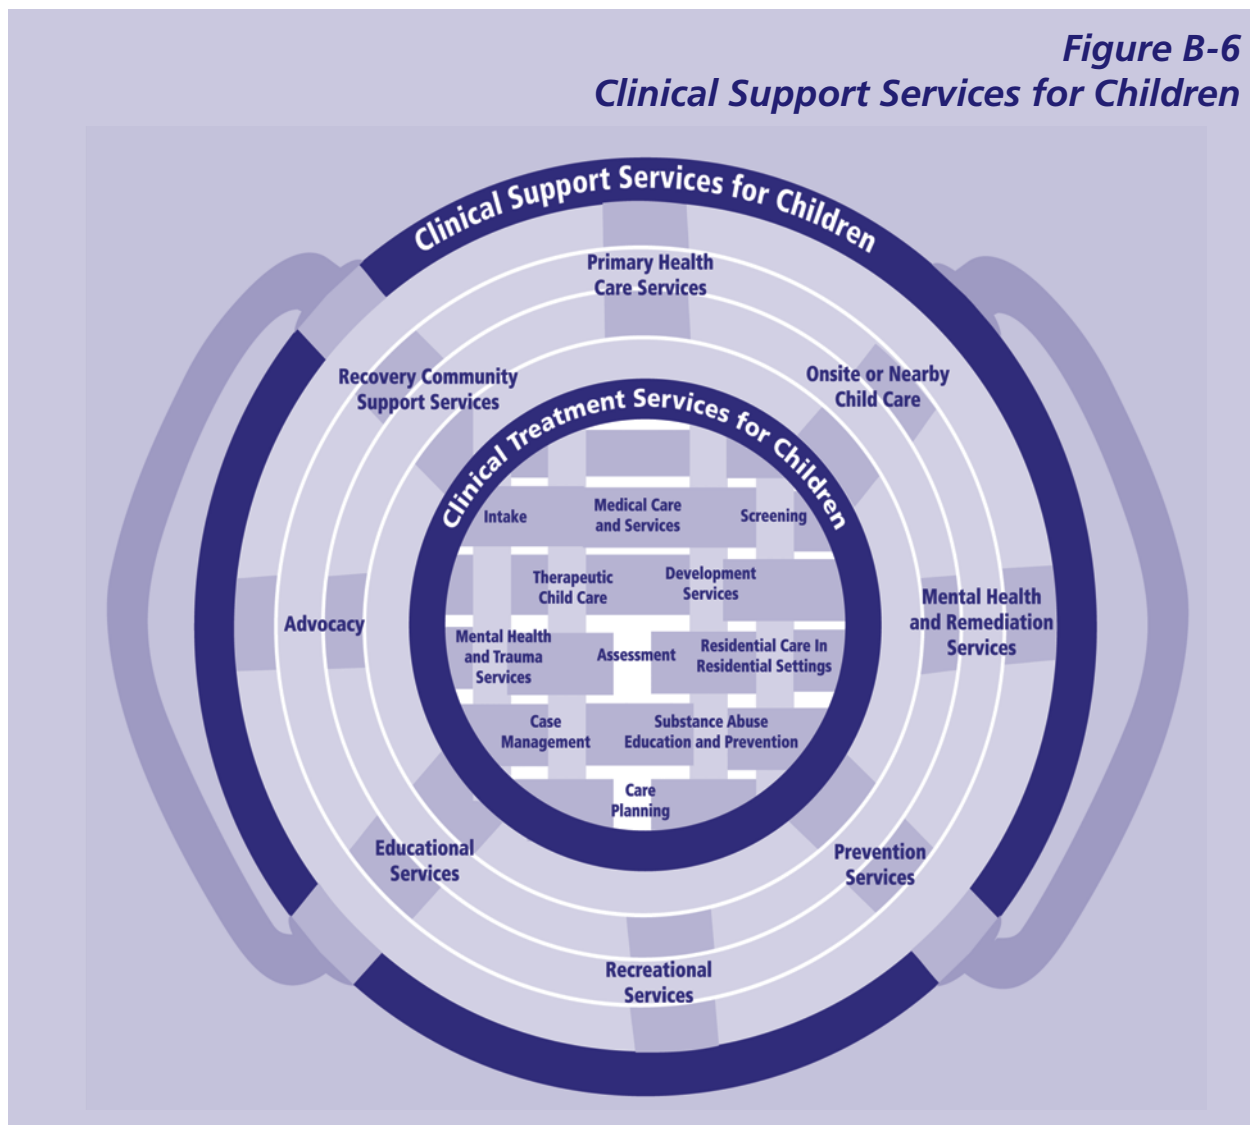 Figure B-6
Clinical Support Services for Children
Clinical Support Services for Children
Primary Health
Care Services
Recovery Community
Support Services
Onsite or Nearby
Child Care
Clinical Treatment Services for Children
Intake
Medical Care
and Services
Screening
Therapeutic
Child Care
Development
Services
Advocacy
Mental Health
and Trauma
Services
Assessment
Residential Care In
Residential Settings
Mental Health
and Remediation
Services
Case
Management
Substance Abuse
Education and Prevention
Care
Planning
Educational
Services
Prevention
Services
Recreational
Services